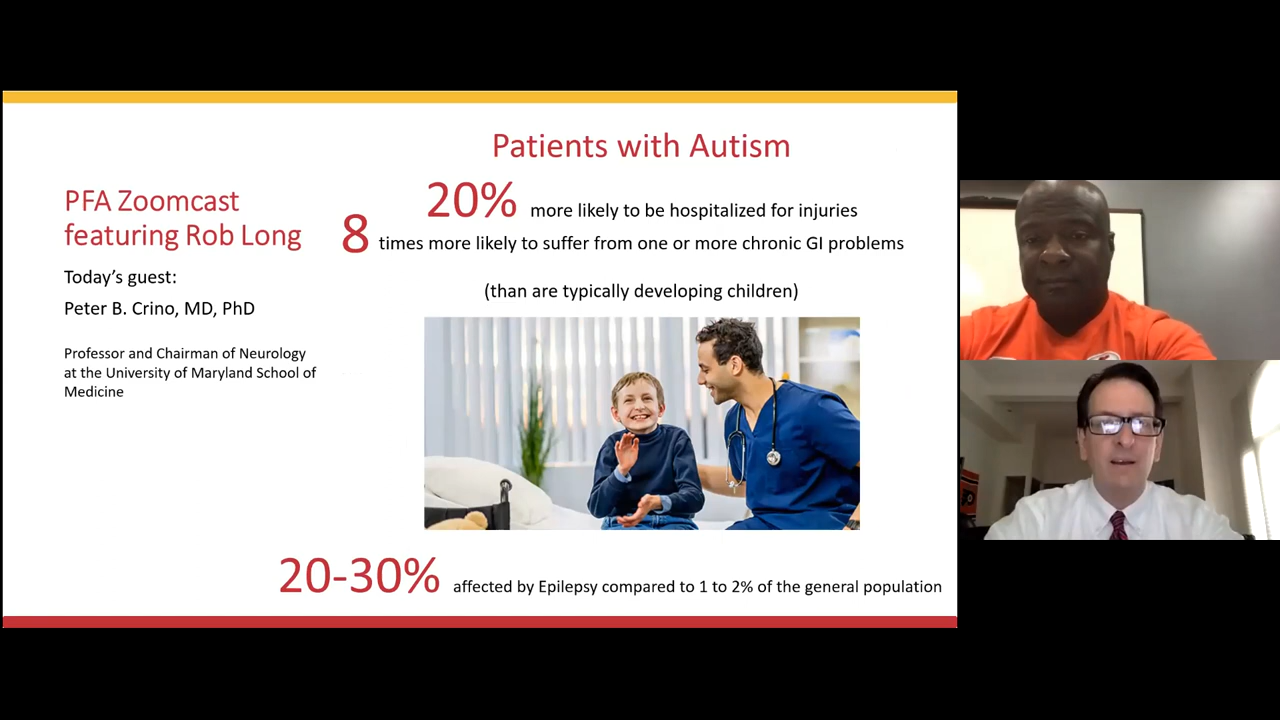 PFA Zoomcast
featuring Rob Long
Today's guest:
Peter B. Crino, MD, PhD
Professor and Chairman of Neurology
at the University of Maryland School of
Medicine
Patients with Autism
20% more likely to be hospitalized for injuries
8 times more likely to suffer from one or more chronic GI problems
(than are typically developing children)
20-30% affected by Epilepsy compared to 1 to 2% of the general population